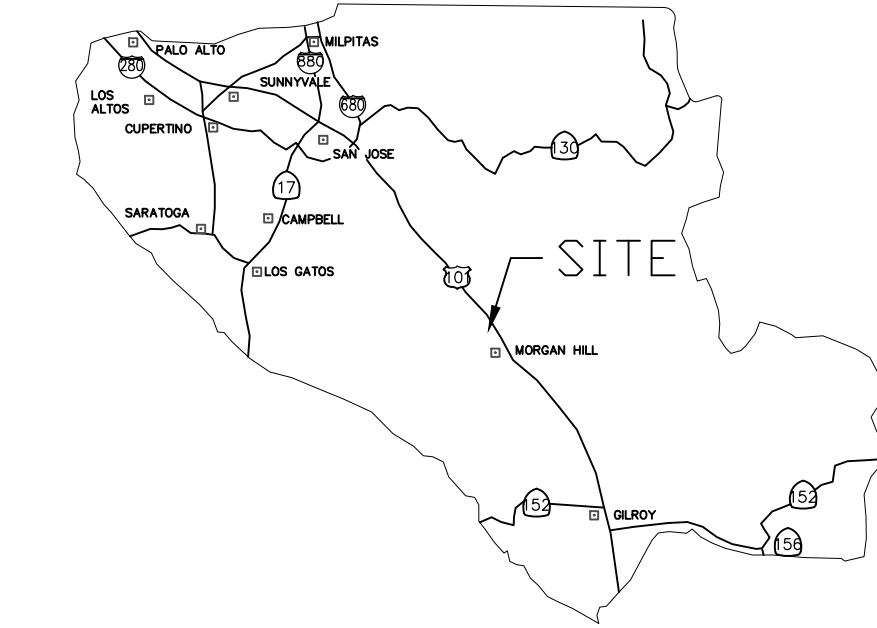 MILPITAS
PALO ALTO
880
280
SUNNYVALE
LOS
ALTOS
680
CUPERTINO
130
SAN JOSE
17
SARATOGA
CAMPBELL
SITE
LOS GATOS
101
MORGAN HILL
152
152
GILROY
156